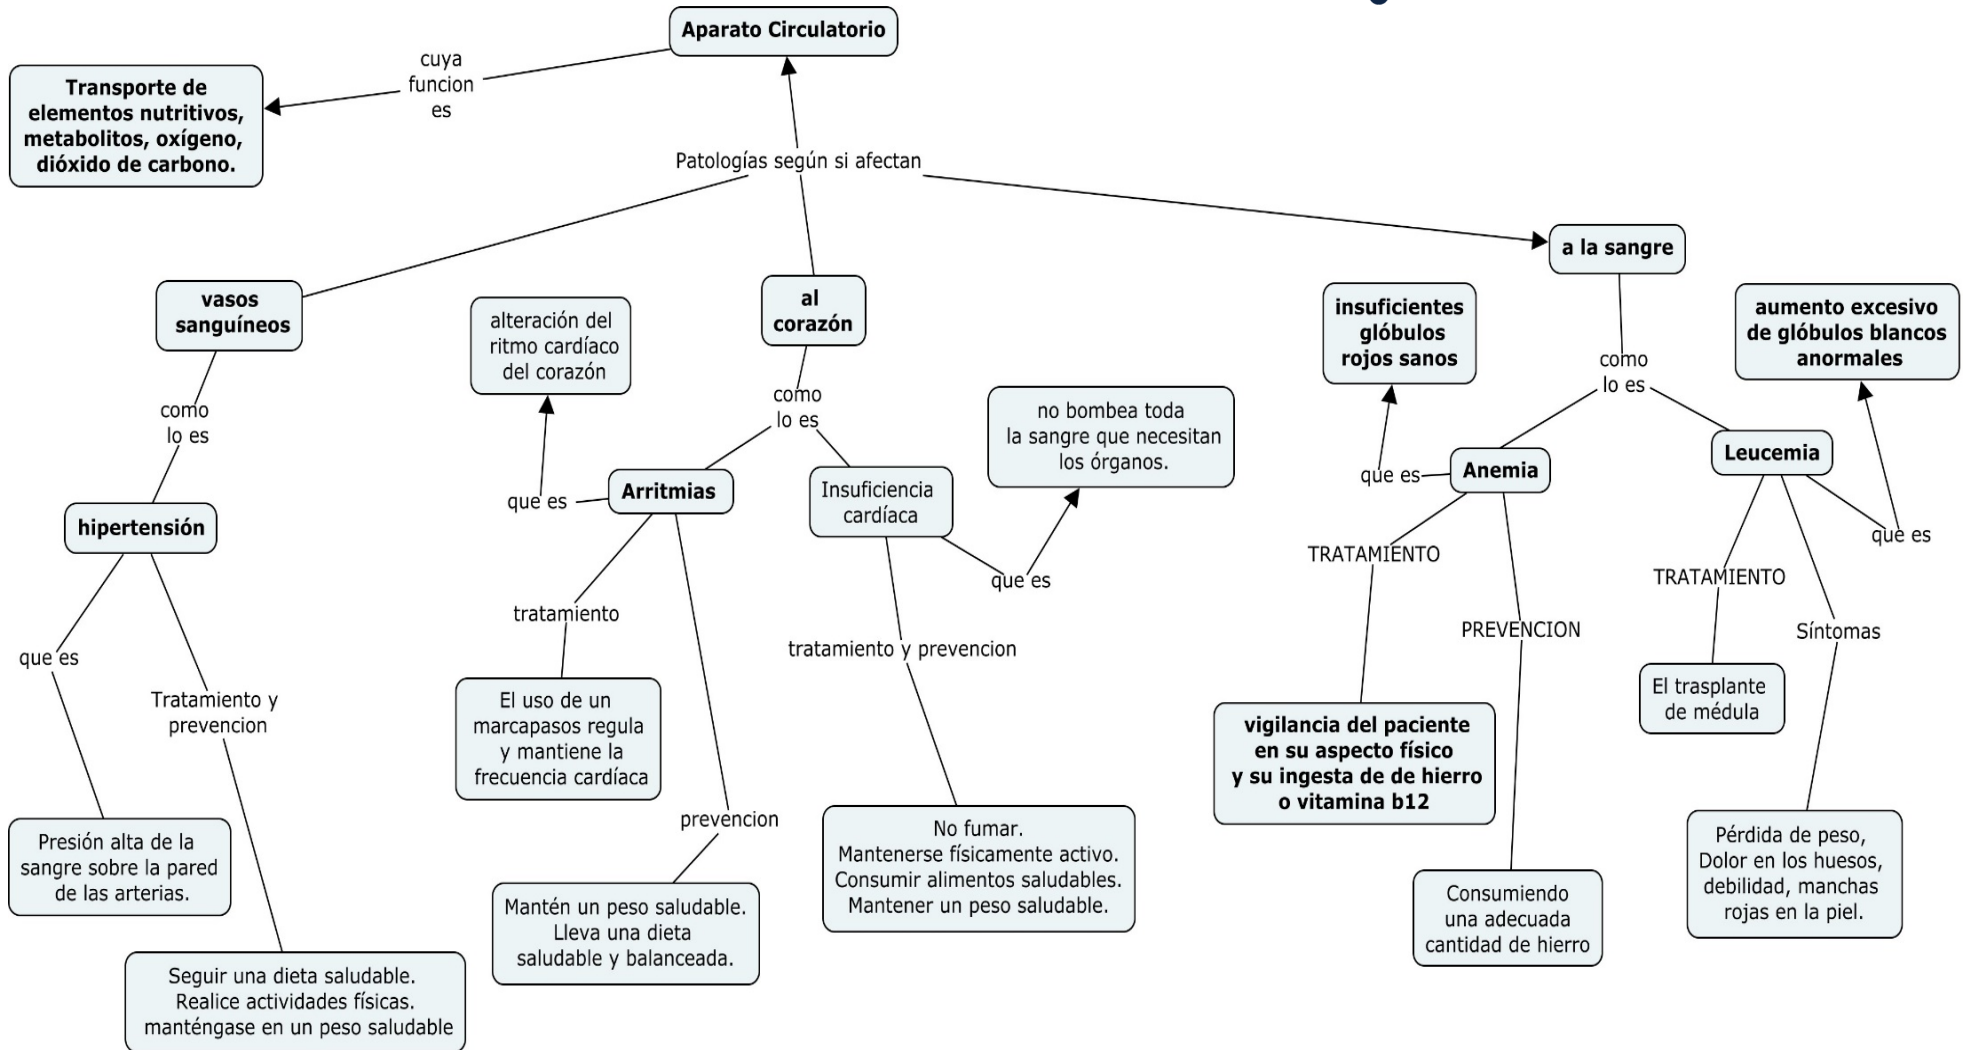 Aparato Circulatorio
cuya
funcion
es
Transporte de
elementos nutritivos,
metabolitos, oxígeno,
dióxido de carbono.
Patologías según si afectan
vasos
sanguíneos
como
lo es
hipertensión
que es
Presión alta de la
sangre sobre la pared
de las arterias.
Tratamiento y
prevencion
Seguir una dieta saludable.
Realice actividades físicas.
manténgase en un peso saludable
al
corazón
como
lo es
Arritmias
que es
alteración del
ritmo cardíaco
del corazón
tratamiento
El uso de un
marcapasos regula
y mantiene la
frecuencia cardíaca
prevencion
Mantén un peso saludable.
Lleva una dieta
saludable y balanceada.
Insuficiencia
cardíaca
que es
no bombea toda
la sangre que necesitan
los órganos.
tratamiento y prevencion
No fumar.
Mantenerse físicamente activo.
Consumir alimentos saludables.
Mantener un peso saludable.
a la sangre
como
lo es
Anemia
que es
insuficientes
glóbulos
rojos sanos
TRATAMIENTO
vigilancia del paciente
en su aspecto físico
y su ingesta de de hierro
o vitamina b12
PREVENCION
Consumiendo
una adecuada
cantidad de hierro
Leucemia
que es
aumento excesivo
de glóbulos blancos
anormales
TRATAMIENTO
El trasplante
de médula
Síntomas
Pérdida de peso,
Dolor en los huesos,
debilidad, manchas
rojas en la piel.